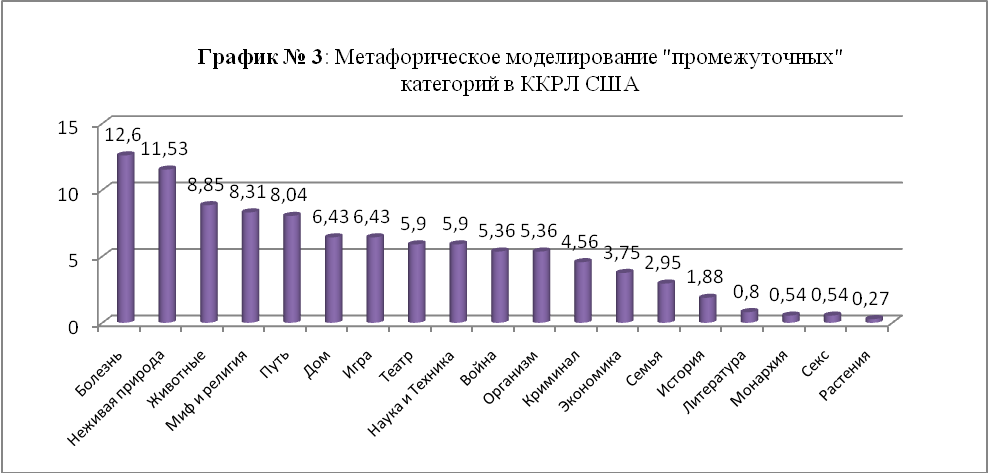 График № 3: Метафорическое моделирование "промежуточных"
категорий в ККРЛ США
15
10
5
0
12,6
11,53
8,85
8,31
8,04
6,43
6,43
5,9
5,9
5,36
5,36
4,56
3,75
2,95
1,88
0,8
0,54
0,54
0,27
Болезнь
Неживая природа
Животные
Миф и религия
Путь
Дом
Игра
Театр
Наука и Техника
Война
Организм
Криминал
Экономика
Семья
История
Литература
Монархия
Секс
Растения